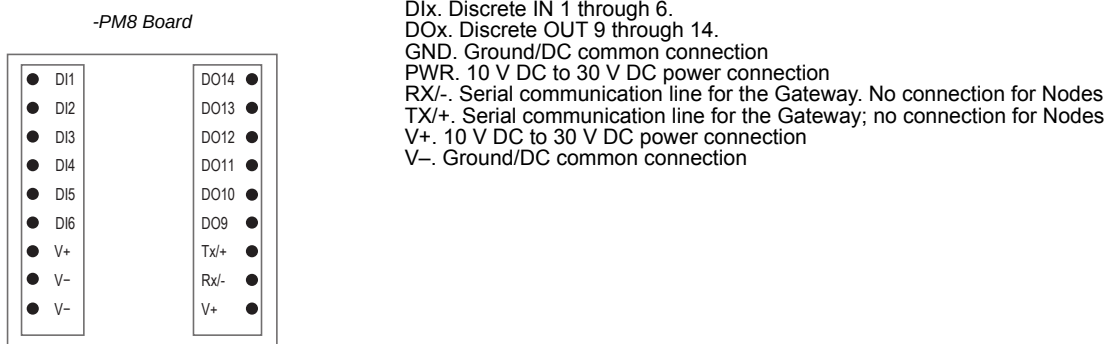 -PM8 Board
DI1
DI2
DI3
DI4
DI5
DI6
V+
V−
V−
DO14
DO13
DO12
DO11
DO10
DO9
Tx/+
Rx/-
V+
DIx. Discrete IN 1 through 6.
DOx. Discrete OUT 9 through 14.
GND. Ground/DC common connection
PWR. 10 V DC to 30 V DC power connection
RX/-. Serial communication line for the Gateway. No connection for Nodes
TX/+. Serial communication line for the Gateway; no connection for Nodes
V+. 10 V DC to 30 V DC power connection
V–. Ground/DC common connection